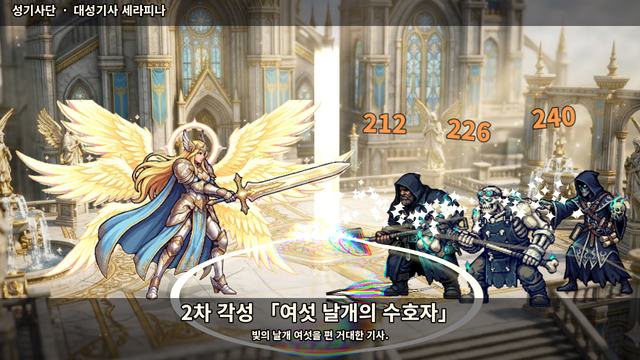 성기사단 · 대성기사 세라피나
212 226 240
2차 각성 「여섯 날개의 수호자」
빛의 날개 여섯을 편 거대한 기사.